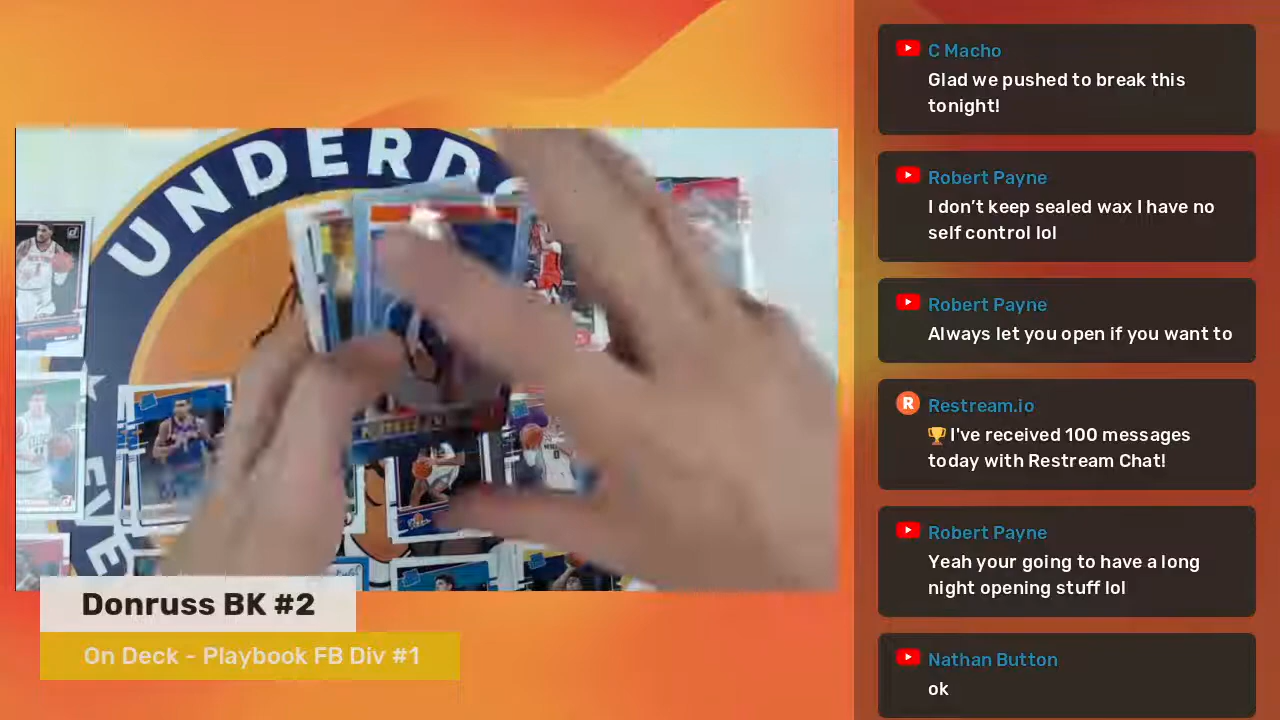 UNDERD
EVE
Donruss BK #2
On Deck - Playbook FB Div #1
C Macho
Glad we pushed to break this
tonight!
Robert Payne
I don’t keep sealed wax I have no
self control lol
Robert Payne
Always let you open if you want to
R Restream.io
🏆I've received 100 messages
today with Restream Chat!
Robert Payne
Yeah your going to have a long
night opening stuff lol
Nathan Button
ok